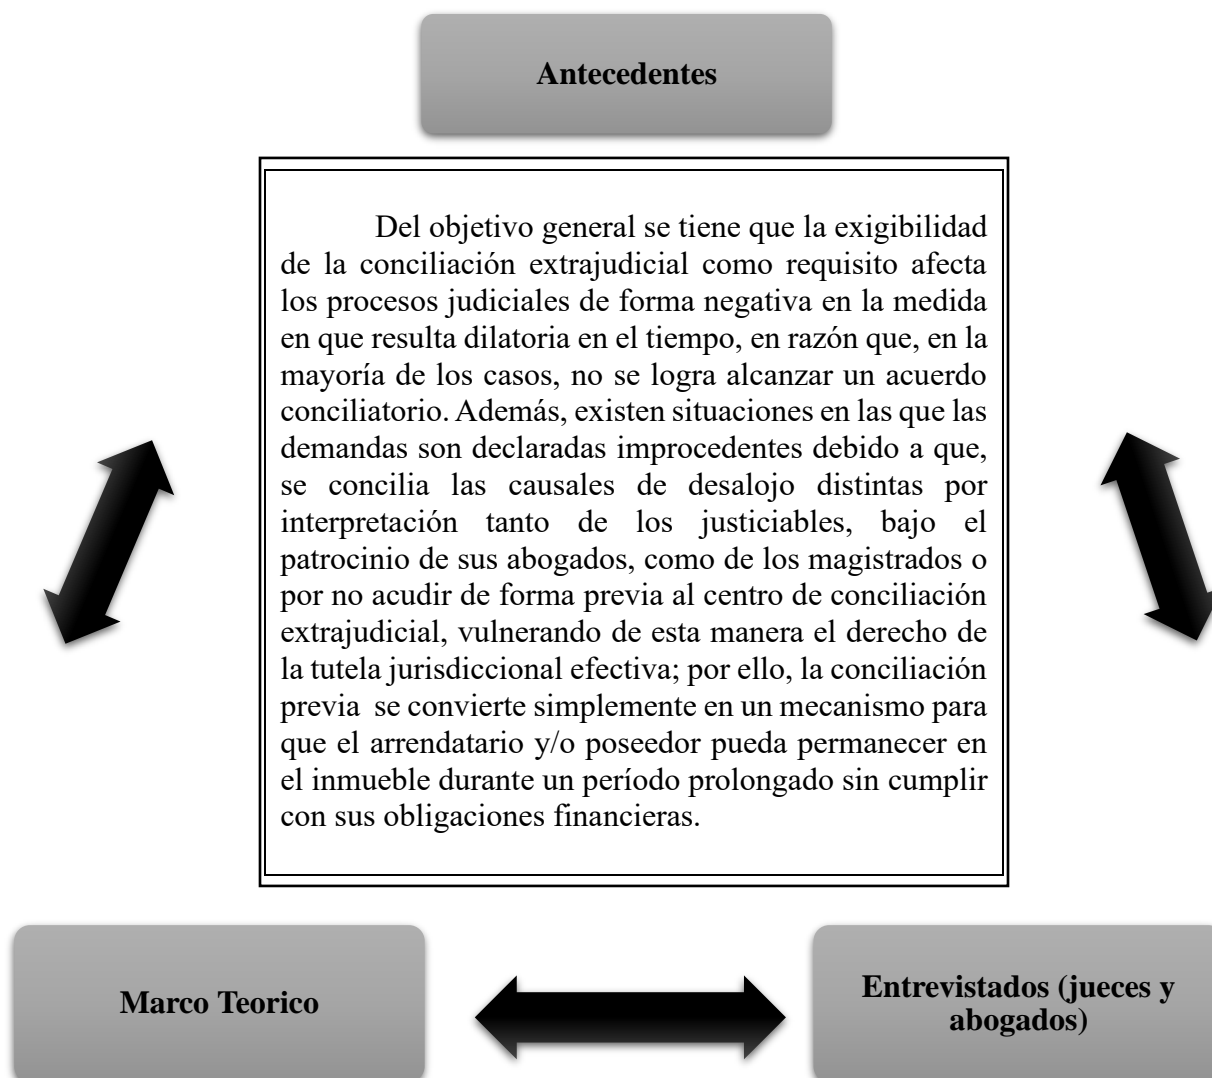 Antecedentes
Del objetivo general se tiene que la exigibilidad
de la conciliación extrajudicial como requisito afecta
los procesos judiciales de forma negativa en la medida
en que resulta dilatoria en el tiempo, en razón que, en la
mayoría de los casos, no se logra alcanzar un acuerdo
conciliatorio. Además, existen situaciones en las que las
demandas son declaradas improcedentes debido a que,
se concilia las causales de desalojo distintas por
interpretación tanto de los justiciables, bajo el
patrocinio de sus abogados, como de los magistrados o
por no acudir de forma previa al centro de conciliación
extrajudicial, vulnerando de esta manera el derecho de
la tutela jurisdiccional efectiva; por ello, la conciliación
previa se convierte simplemente en un mecanismo para
que el arrendatario y/o poseedor pueda permanecer en
el inmueble durante un período prolongado sin cumplir
con sus obligaciones financieras.
Marco Teorico
Entrevistados (jueces y
abogados)